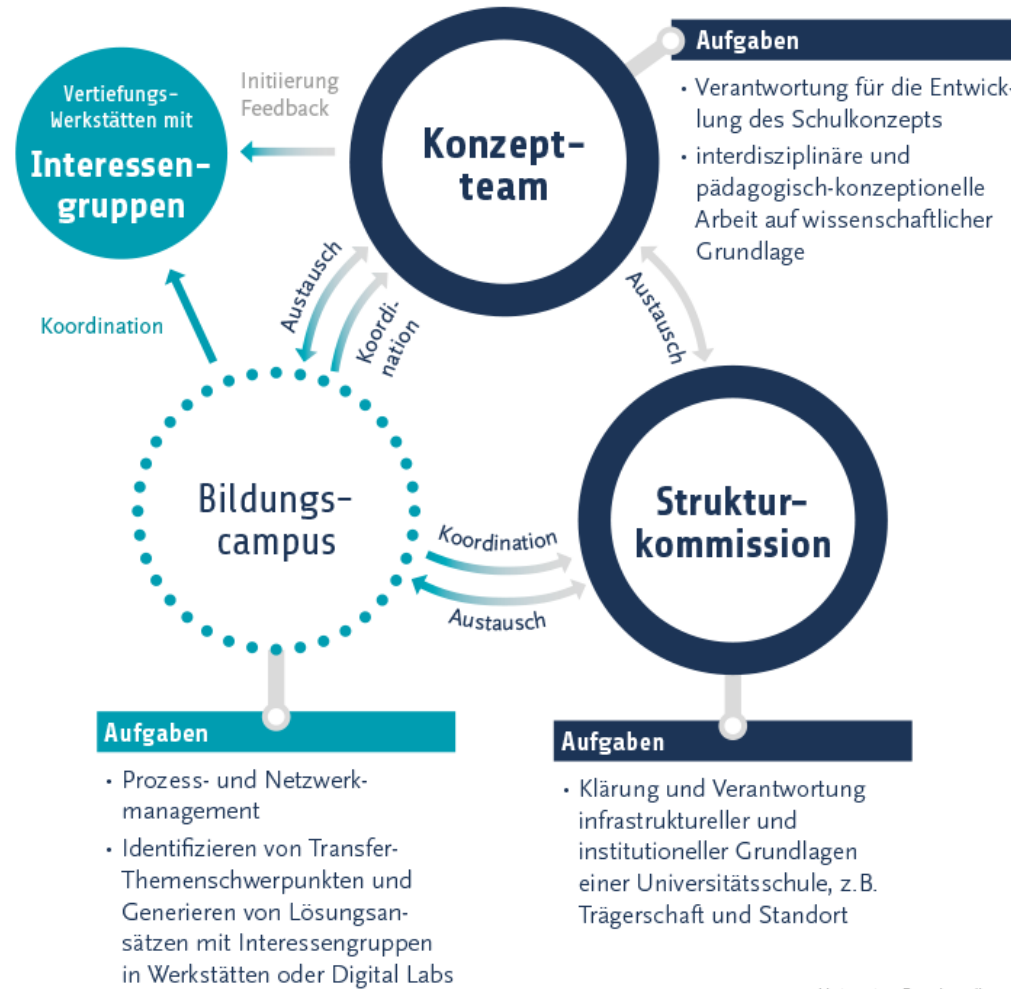 Vertiefungs-
Werkstätten mit
Interessen-
gruppen
Initiierung
Feedback
Konzept-
team
Aufgaben
• Verantwortung für die Entwick-
lung des Schulkonzepts
• interdisziplinäre und
pädagogisch-konzeptionelle
Arbeit auf wissenschaftlicher
Grundlage
Koordination
Austausch
Koordi-
nation
Austausch
Bildungs-
campus
Koordination
Austausch
Struktur-
kommission
Aufgaben
• Prozess- und Netzwerk-
management
• Identifizieren von Transfer-
Themenschwerpunkten und
Generieren von Lösungsan-
sätzen mit Interessengruppen
in Werkstätten oder Digital Labs
Aufgaben
• Klärung und Verantwortung
infrastruktureller und
institutioneller Grundlagen
einer Universitätsschule, z.B.
Trägerschaft und Standort